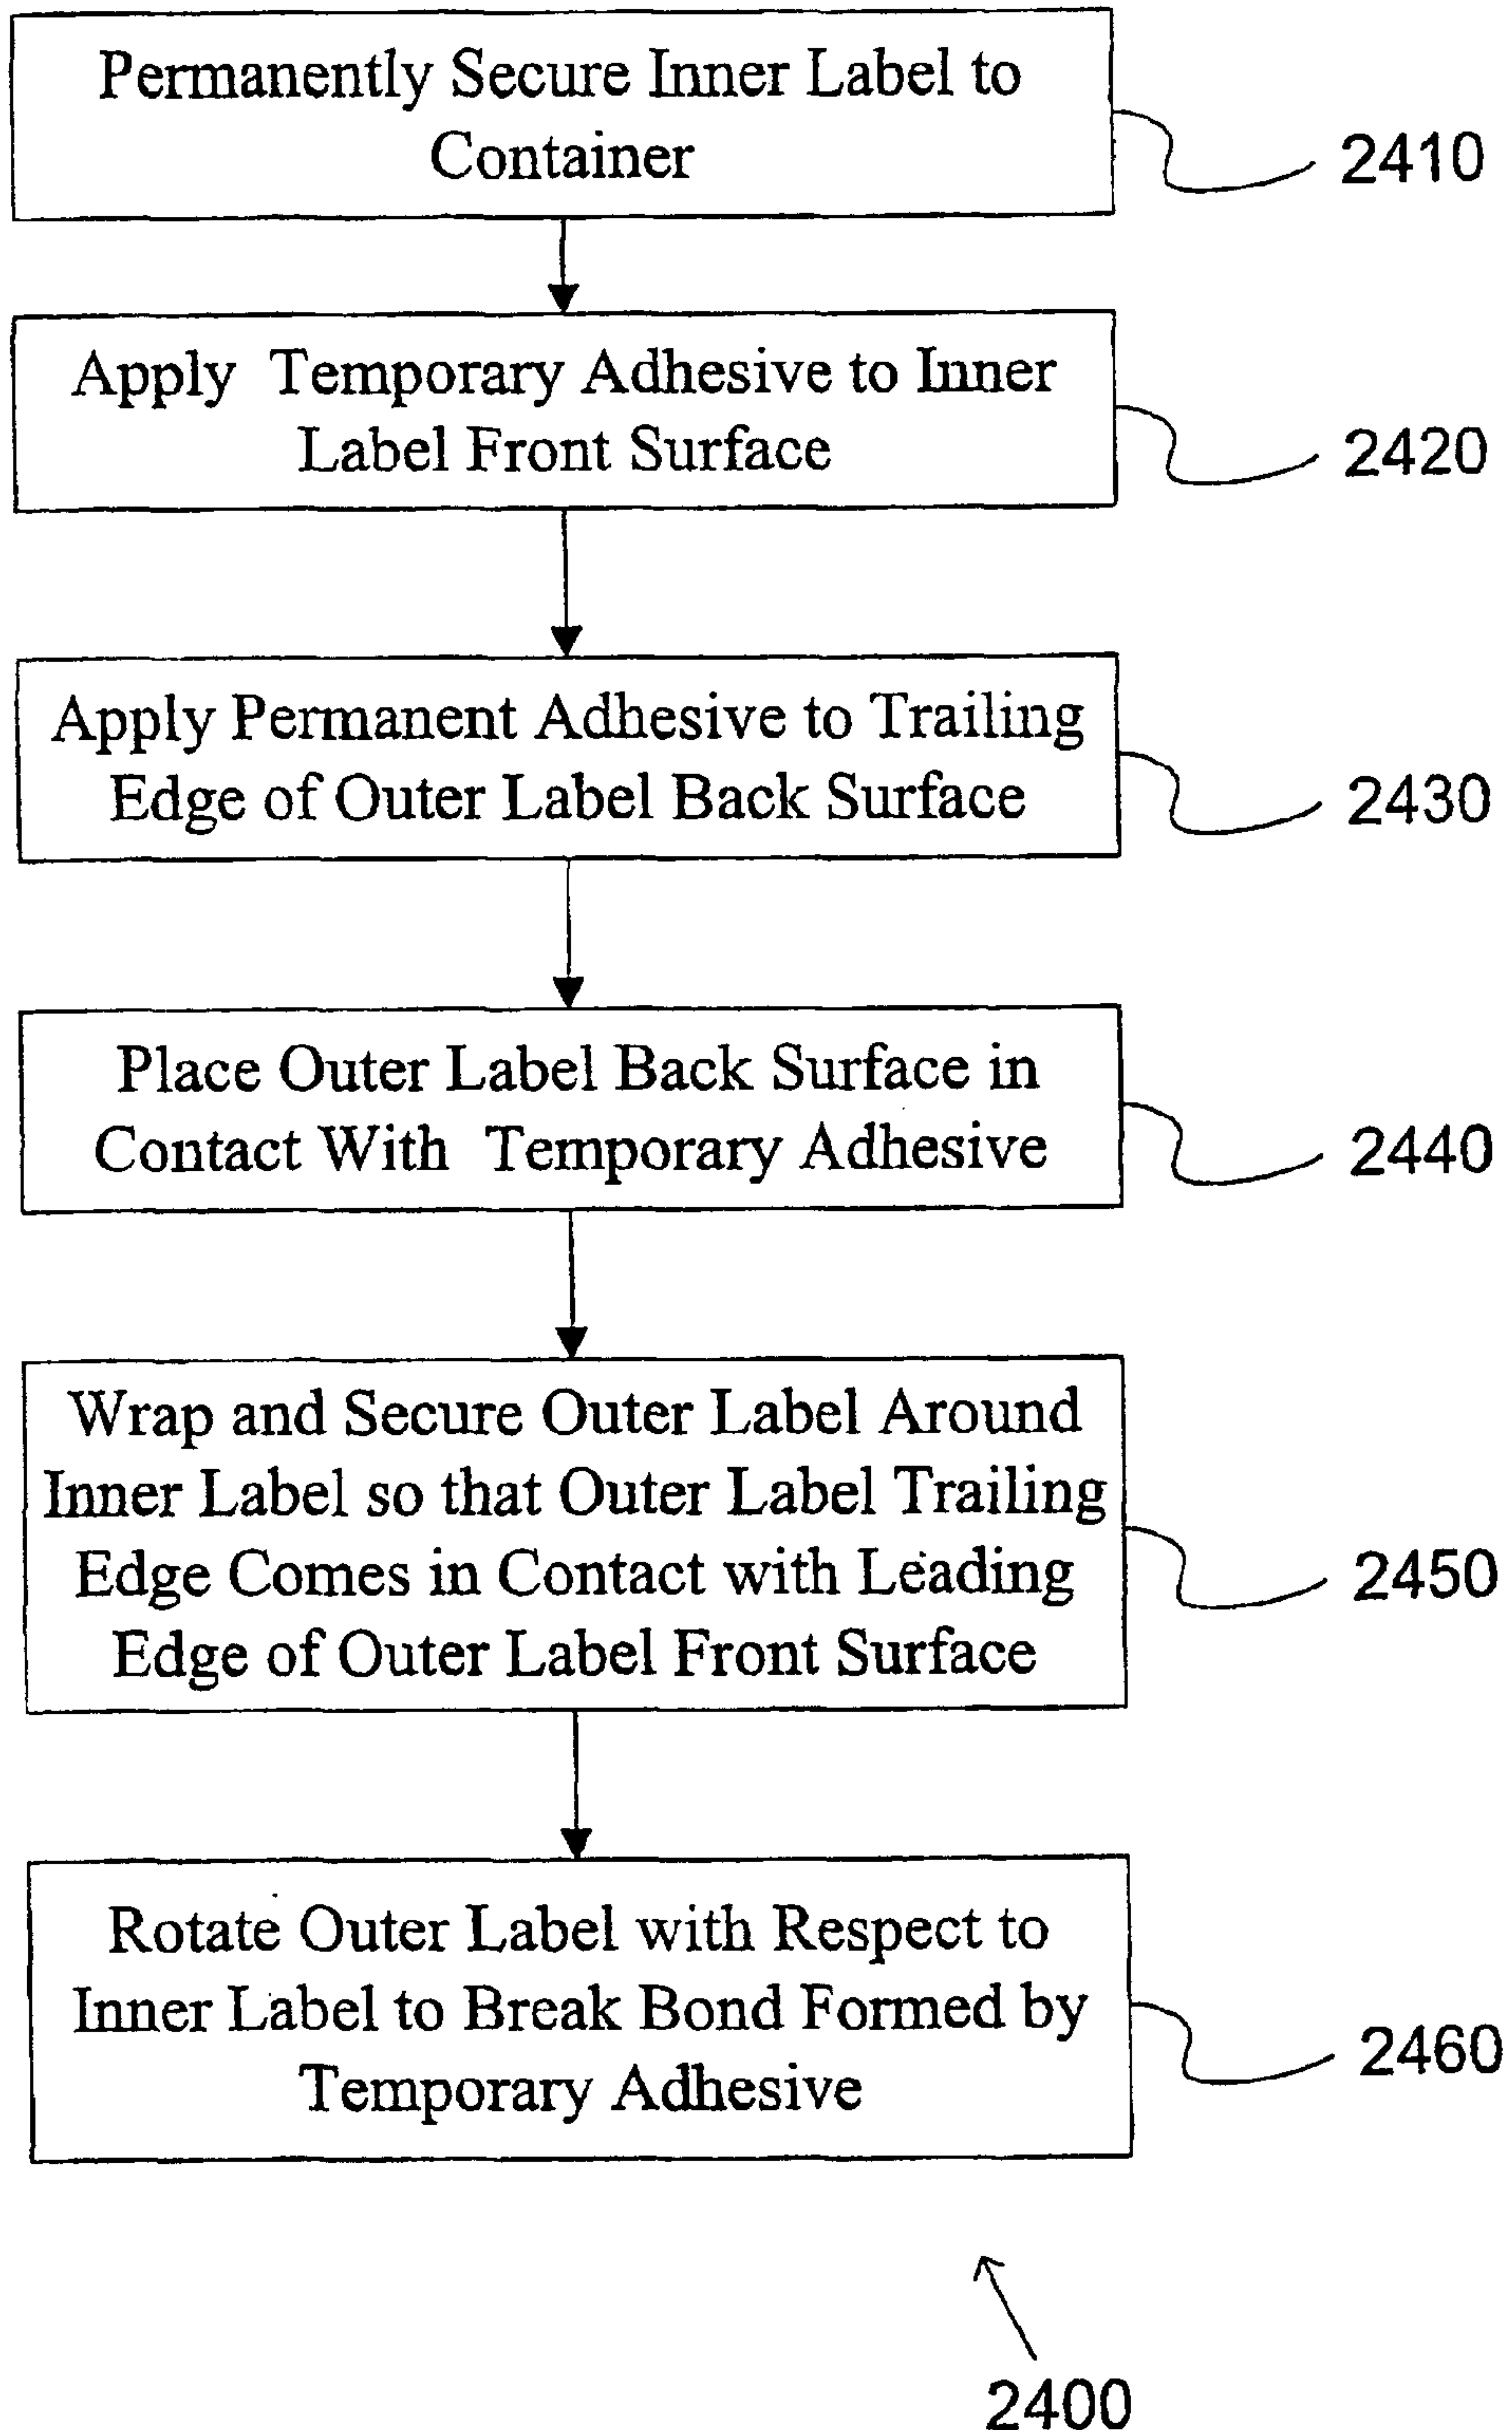 Permanently Secure Inner Label to
Container
2410
Apply Temporary Adhesive to Inner
Label Front Surface
2420
Apply Permanent Adhesive to Trailing
Edge of Outer Label Back Surface
2430
Place Outer Label Back Surface in
Contact With Temporary Adhesive
2440
Wrap and Secure Outer Label Around
Inner Label so that Outer Label Trailing
Edge Comes in Contact with Leading
Edge of Outer Label Front Surface
2450
Rotate Outer Label with Respect to
Inner Label to Break Bond Formed by
Temporary Adhesive
2460
2400